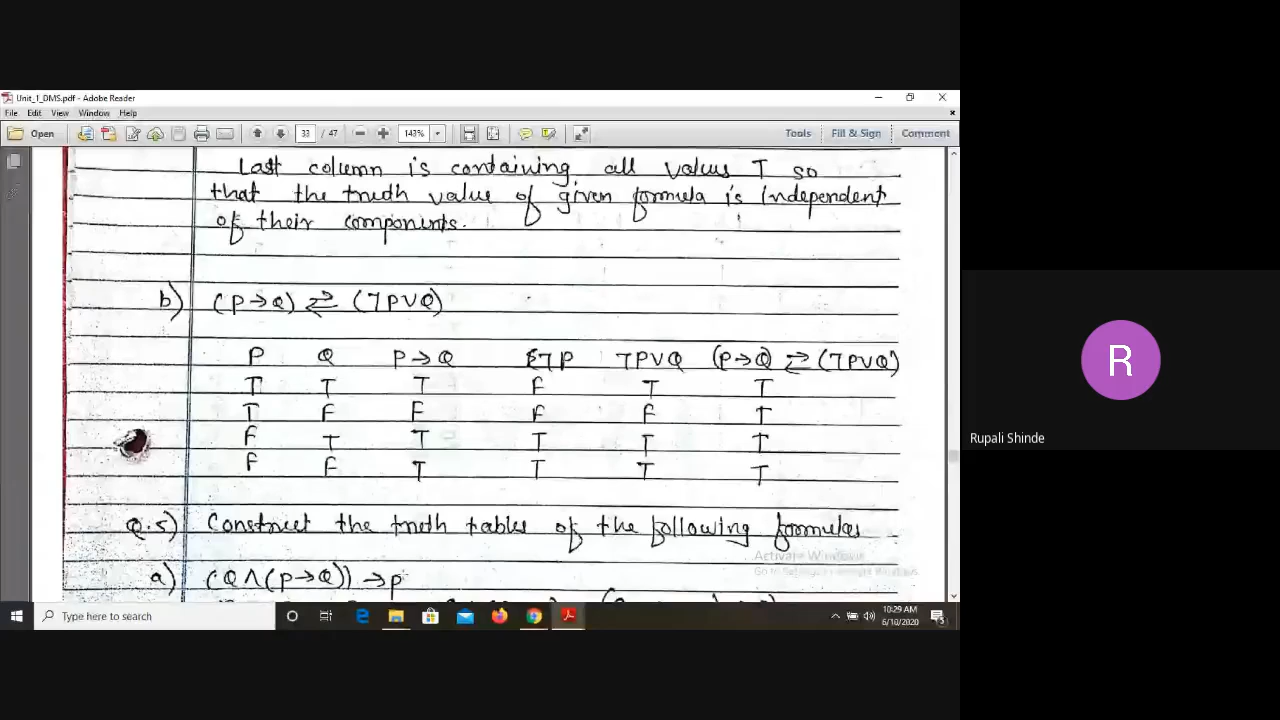 Unit_1_DMS.pdf - Adobe Reader
File Edit View Window Help
Open 33 / 47 143% Tools Fill & Sign Comment
Last column is containing all values T so
that the truth value of given formula is independent
of their components.
b) (P→Q) ⇄ (¬P∨Q)
P Q P→Q ¬P ¬P∨Q (P→Q) ⇄ (¬P∨Q)
T T T F T T
T F F F F T
F T T T T T
F F T T T T
Q.5) Construct the truth tables of the following formulas
a) (Q∧(P→Q))→P
R
Rupali Shinde
Type here to search
10:29 AM
6/10/2020
5